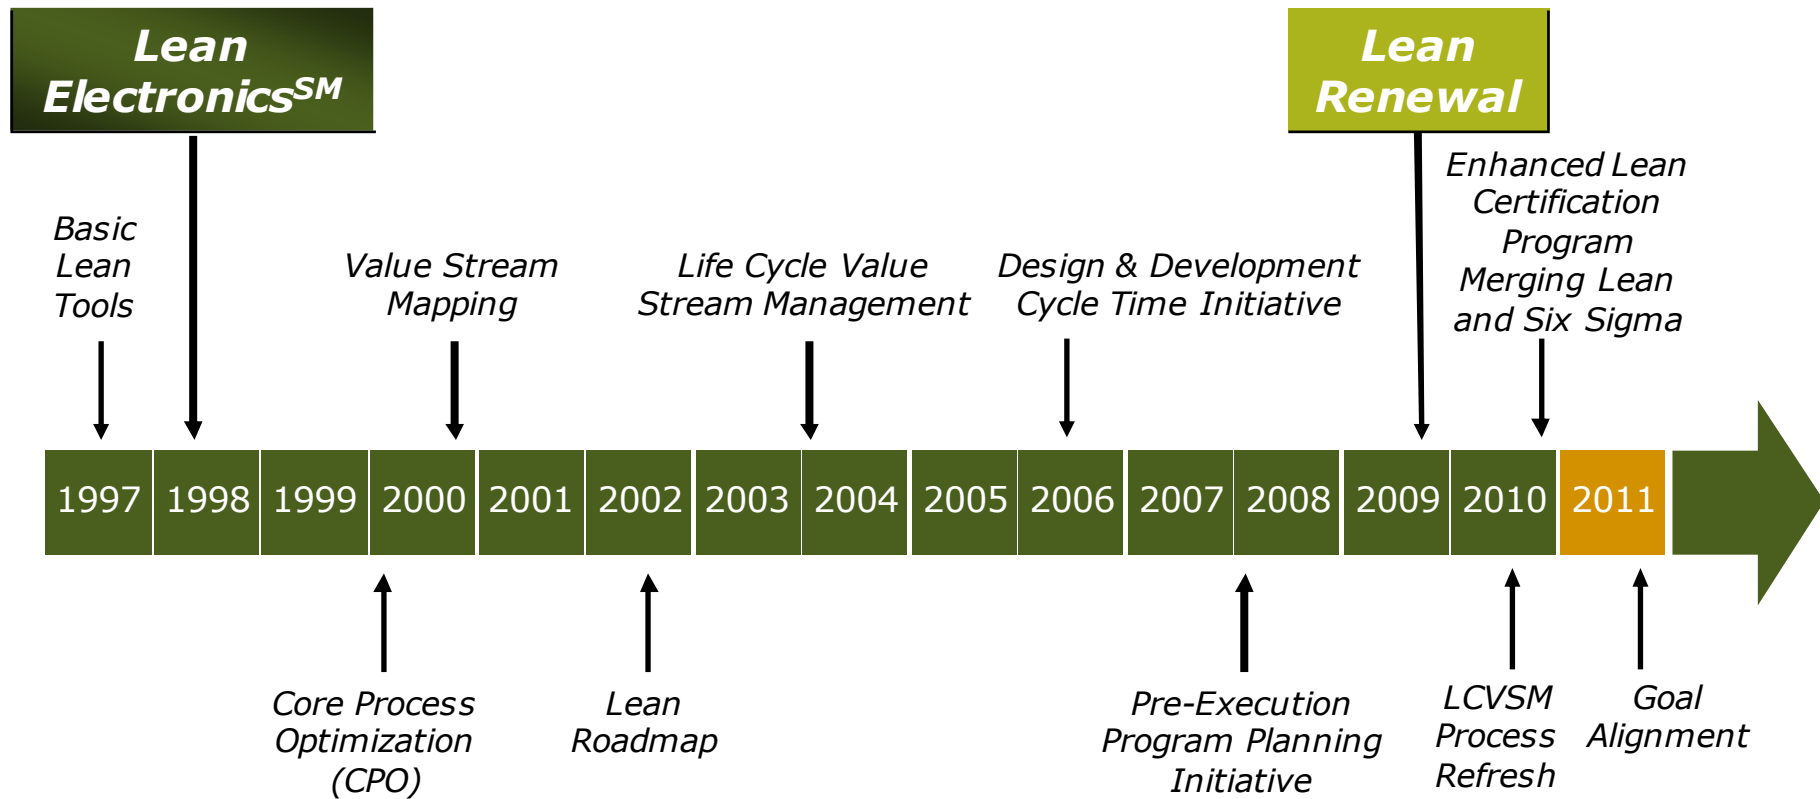 Lean
Electronics℠
Lean
Renewal
Basic
Lean
Tools
Value Stream
Mapping
Life Cycle Value
Stream Management
Design & Development
Cycle Time Initiative
Enhanced Lean
Certification
Program
Merging Lean
and Six Sigma
1997 1998 1999 2000 2001 2002 2003 2004 2005 2006 2007 2008 2009 2010 2011
Core Process
Optimization
(CPO)
Lean
Roadmap
Pre-Execution
Program Planning
Initiative
LCVSM
Process
Refresh
Goal
Alignment